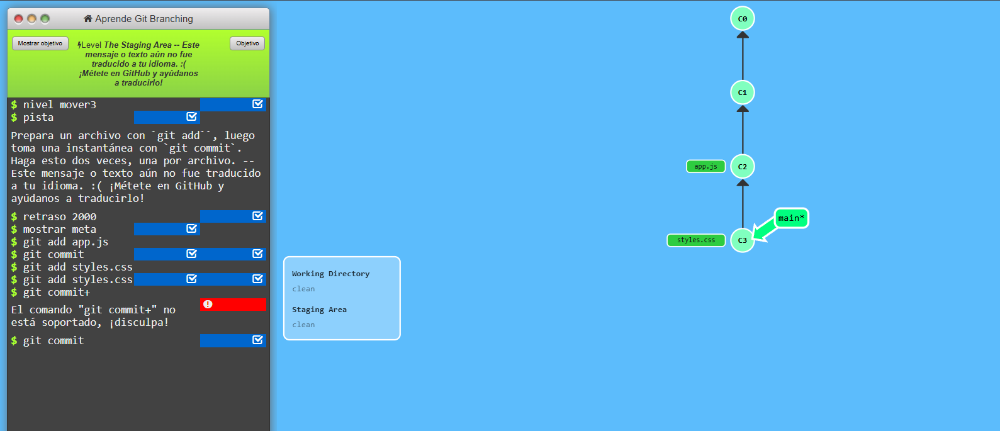 Aprende Git Branching
Mostrar objetivo
Level The Staging Area -- Este
mensaje o texto aún no fue
traducido a tu idioma. :(
¡Métete en GitHub y ayúdanos
a traducirlo!
Objetivo
$ nivel mover3
$ pista
Prepara un archivo con `git add``, luego
toma una instantánea con `git commit`.
Haga esto dos veces, una por archivo. --
Este mensaje o texto aún no fue traducido
a tu idioma. :( ¡Métete en GitHub y
ayúdanos a traducirlo!
$ retraso 2000
$ mostrar meta
$ git add app.js
$ git commit
$ git add styles.css
$ git add styles.css
$ git commit+
El comando "git commit+" no
está soportado, ¡disculpa!
$ git commit
Working Directory
clean
Staging Area
clean
C0
C1
app.js
C2
main*
styles.css
C3